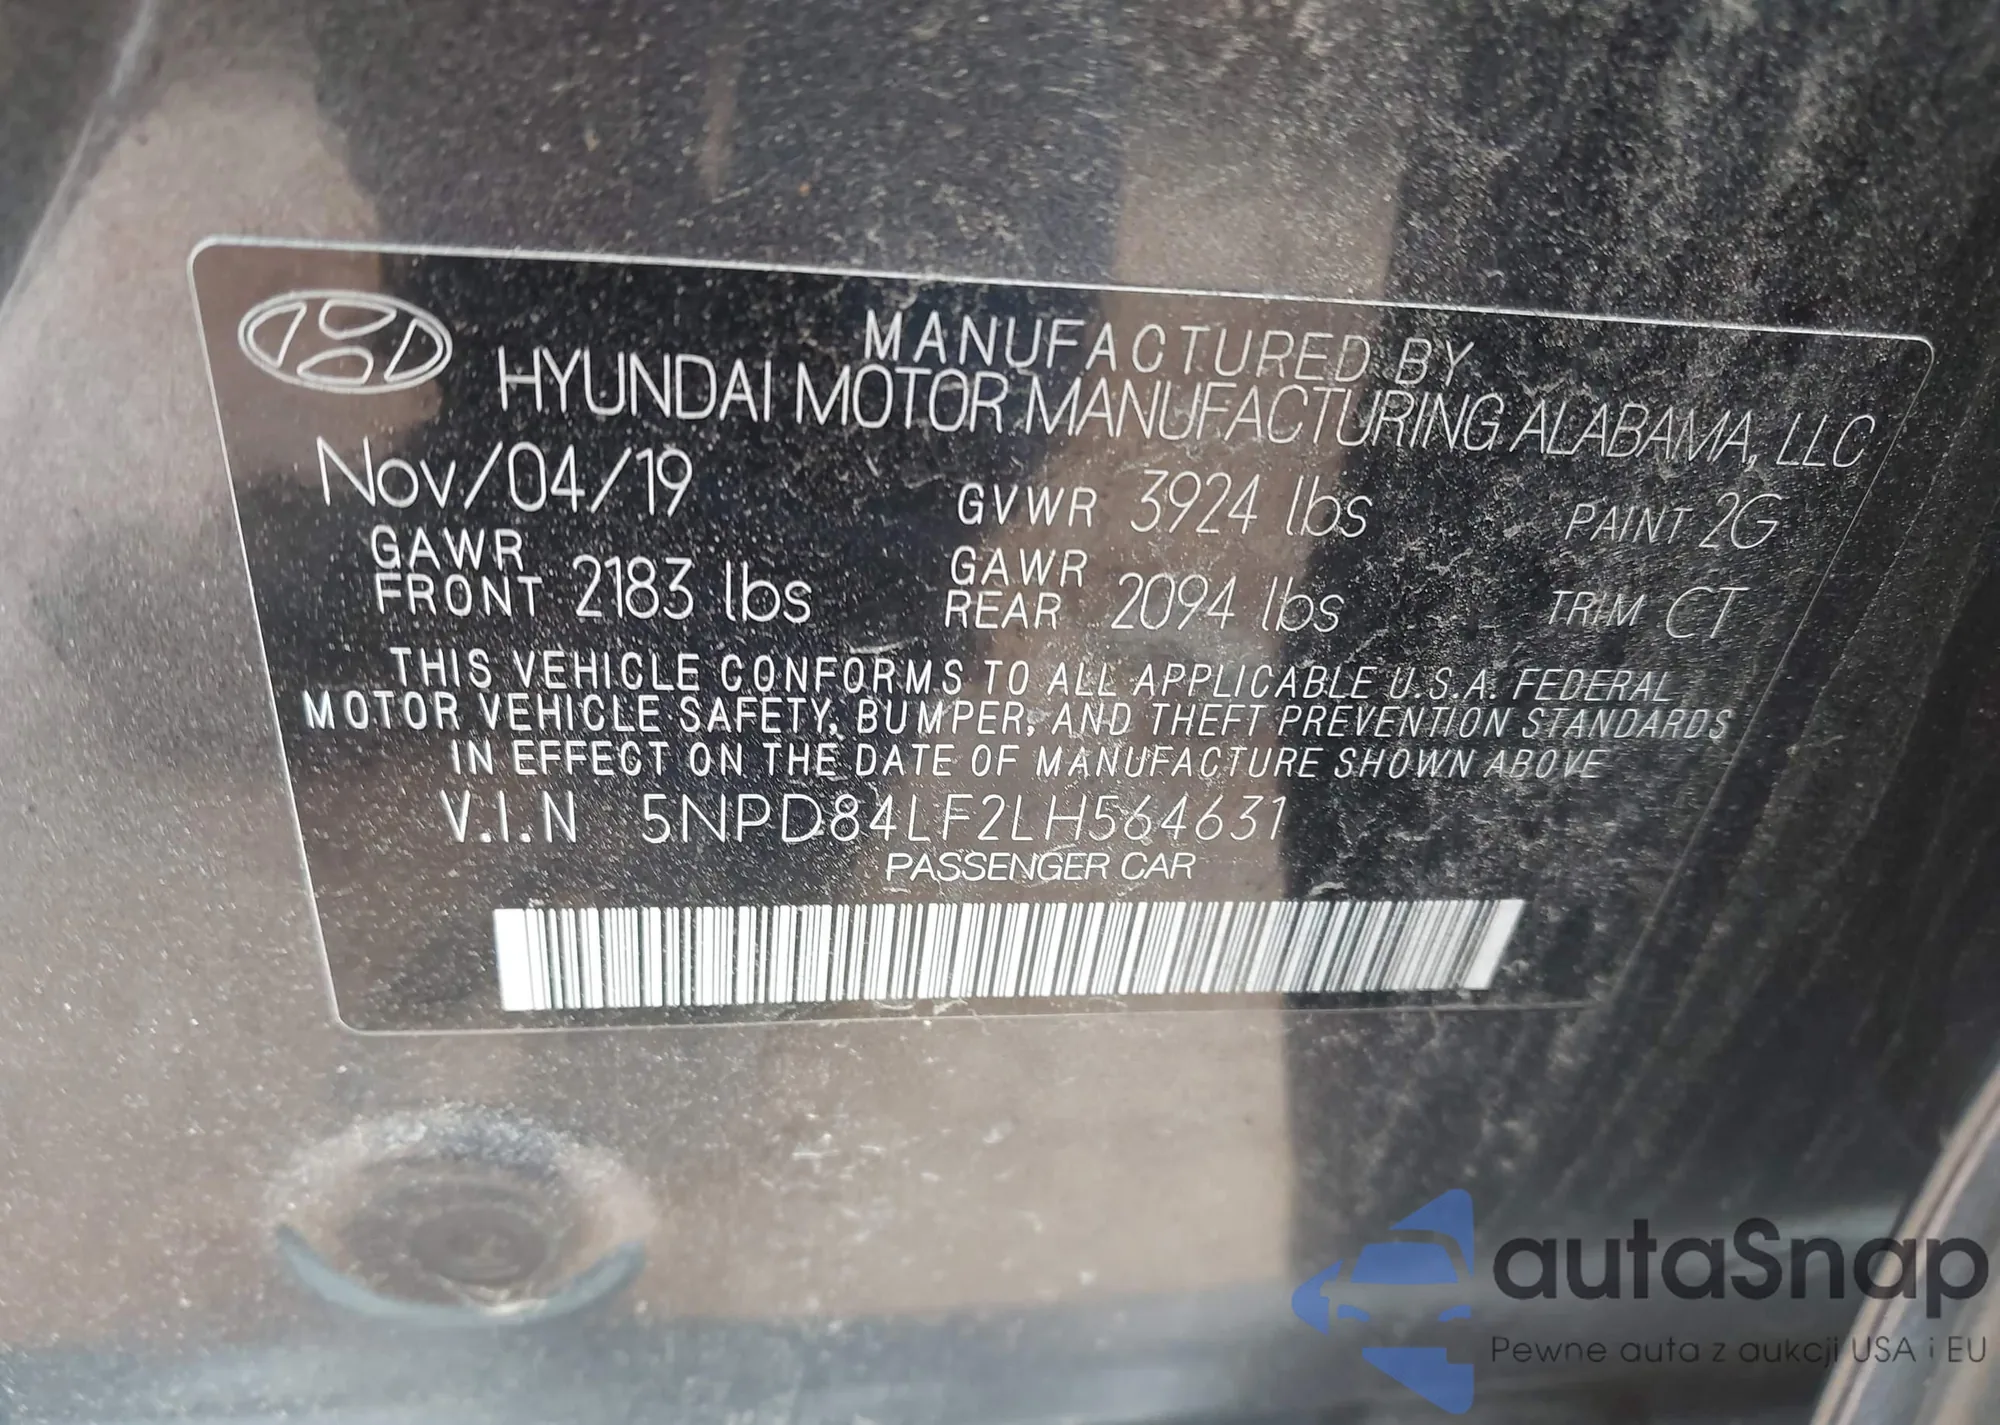 MANUFACTURED BY
HYUNDAI MOTOR MANUFACTURING ALABAMA, LLC
Nov/04/19 GVWR 3924 lbs PAINT 2G
GAWR FRONT 2183 lbs GAWR REAR 2094 lbs TRIM CT
THIS VEHICLE CONFORMS TO ALL APPLICABLE U.S.A. FEDERAL
MOTOR VEHICLE SAFETY, BUMPER, AND THEFT PREVENTION STANDARDS
IN EFFECT ON THE DATE OF MANUFACTURE SHOWN ABOVE
V.I.N 5NPD84LF2LH564631
PASSENGER CAR
autaSnap
Pewne auta z aukcji USA i EU